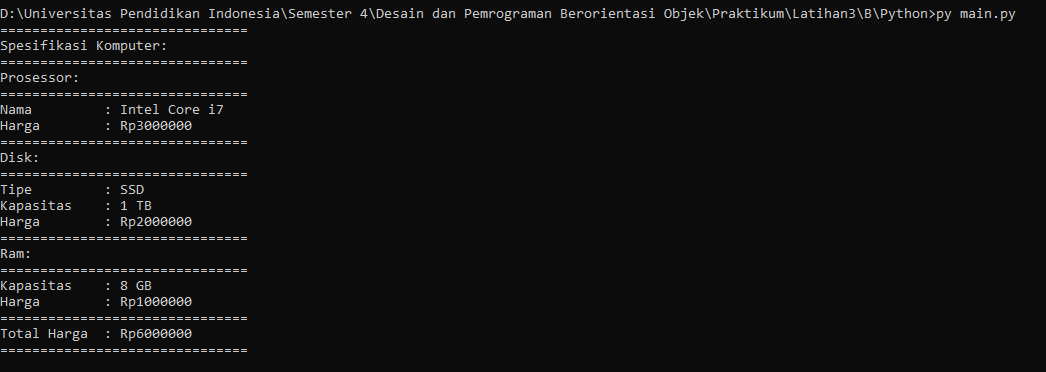 D:\Universitas Pendidikan Indonesia\Semester 4\Desain dan Pemrograman Berorientasi Objek\Praktikum\Latihan3\B\Python>py main.py
===============================
Spesifikasi Komputer:
===============================
Prosessor:
===============================
Nama         : Intel Core i7
Harga        : Rp3000000
===============================
Disk:
===============================
Tipe         : SSD
Kapasitas    : 1 TB
Harga        : Rp2000000
===============================
Ram:
===============================
Kapasitas    : 8 GB
Harga        : Rp1000000
===============================
Total Harga  : Rp6000000
===============================